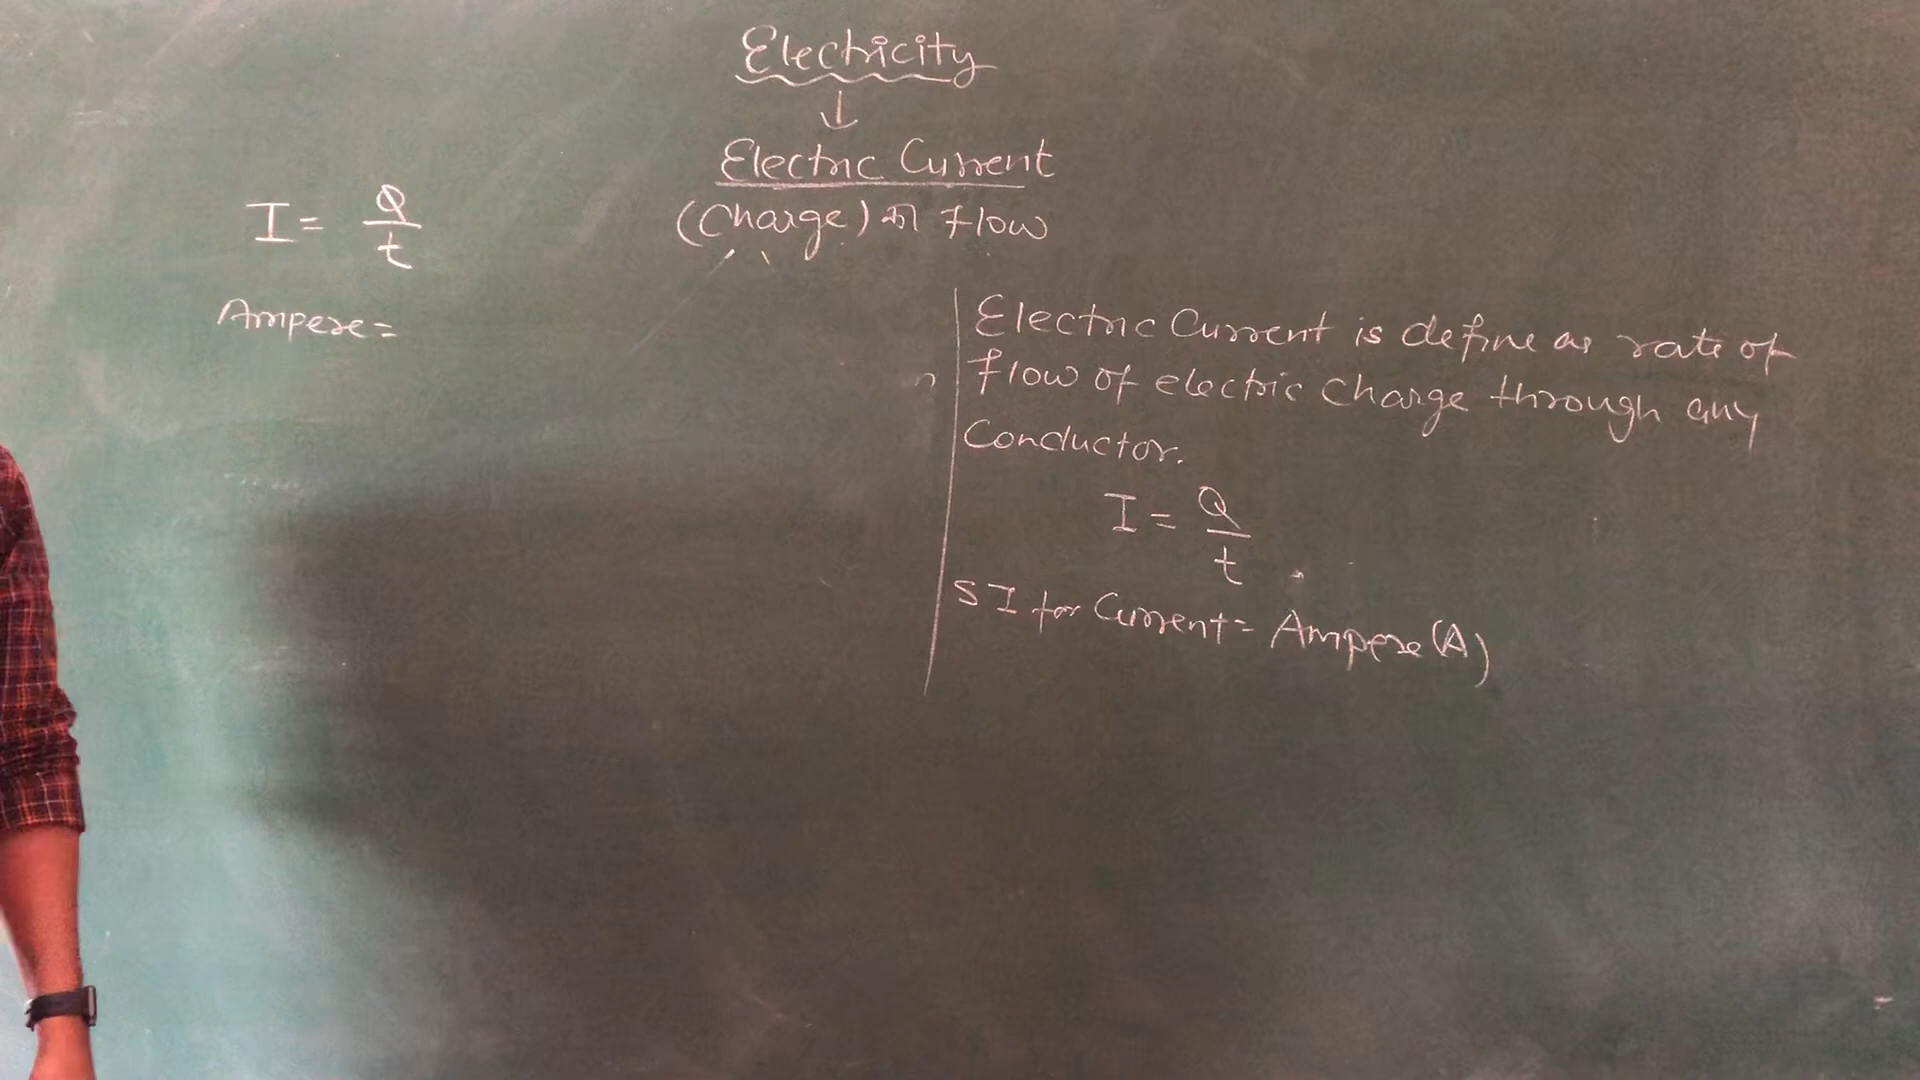 Electricity
↓
Electric Current
(Charge) का Flow
I = Q/t
Ampere =
Electric Current is define as rate of
flow of electric charge through any
Conductor.
I = Q/t
SI for Current = Ampere (A)